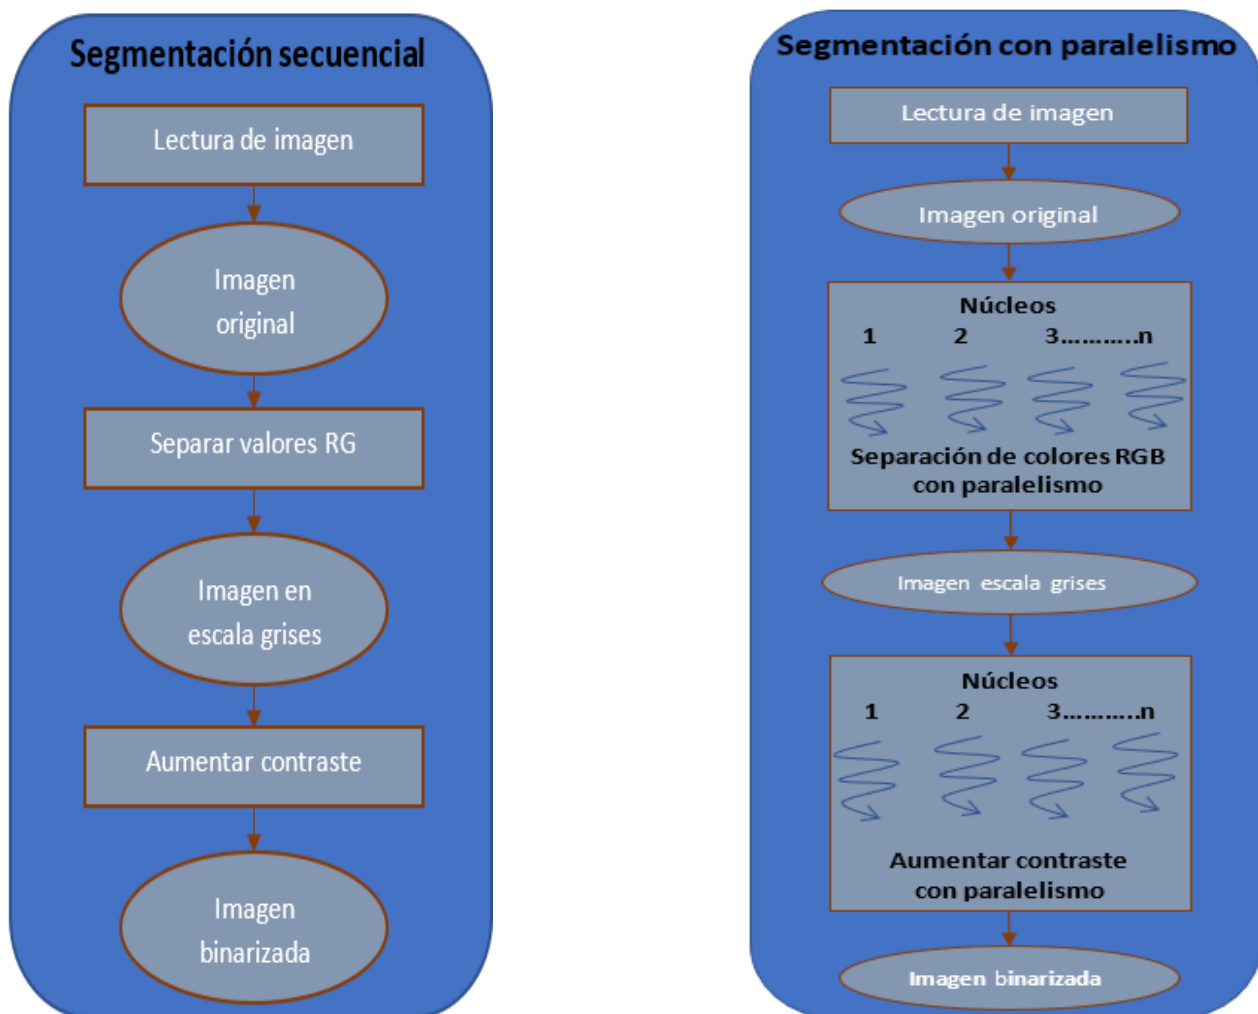 Segmentación secuencial
Lectura de imagen
Imagen
original
Separar valores RG
Imagen en
escala grises
Aumentar contraste
Imagen
binarizada
Segmentación con paralelismo
Lectura de imagen
Imagen original
Núcleos
1 2 3...........n
Separación de colores RGB
con paralelismo
Imagen escala grises
Núcleos
1 2 3...........n
Aumentar contraste
con paralelismo
Imagen binarizada